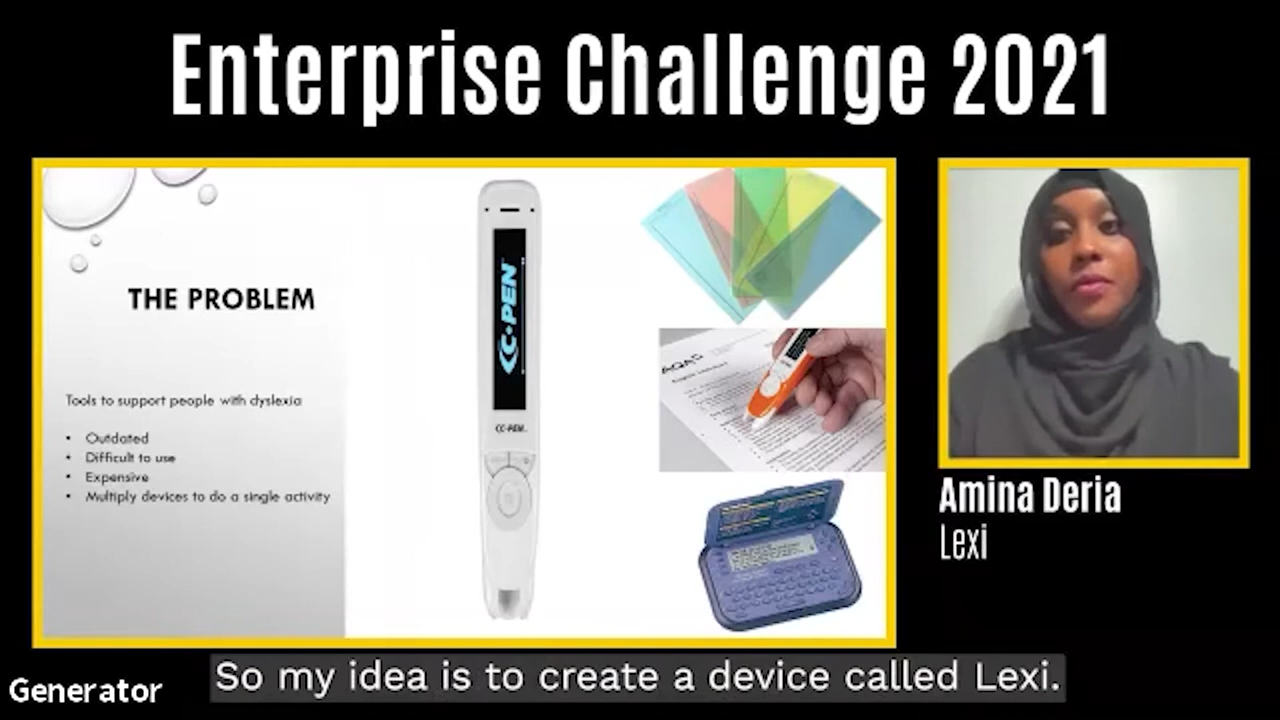 Enterprise Challenge 2021
THE PROBLEM
Tools to support people with dyslexia
• Outdated
• Difficult to use
• Expensive
• Multiply devices to do a single activity
C-PEN
C-PEN
AQA
Amina Deria
Lexi
So my idea is to create a device called Lexi.
Generator